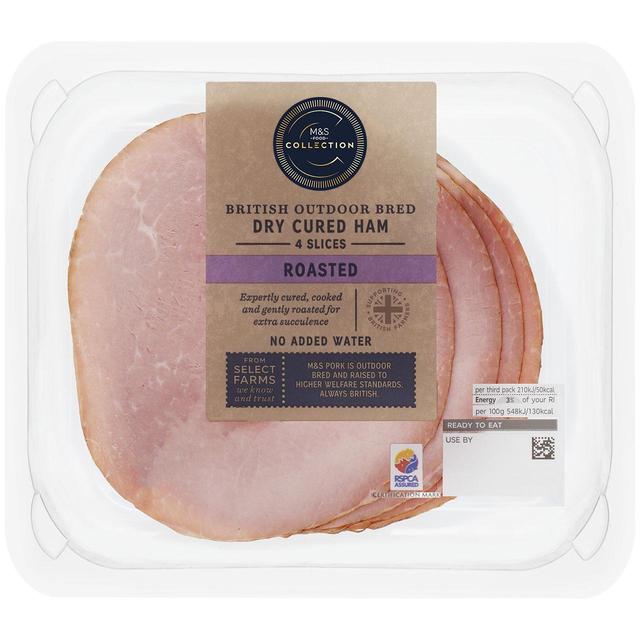 M&S
FOOD
COLLECTION
BRITISH OUTDOOR BRED
DRY CURED HAM
4 SLICES
ROASTED
Expertly cured, cooked
and gently roasted for
extra succulence
SUPPORTING
BRITISH FARMERS
NO ADDED WATER
FROM
SELECT
FARMS
we know
and trust
M&S PORK IS OUTDOOR
BRED AND RAISED TO
HIGHER WELFARE STANDARDS.
ALWAYS BRITISH.
per third pack 210kJ/50kcal
Energy 3% of your RI
per 100g 548kJ/130kcal
READY TO EAT
USE BY
RSPCA
ASSURED
CERTIFICATION MARK